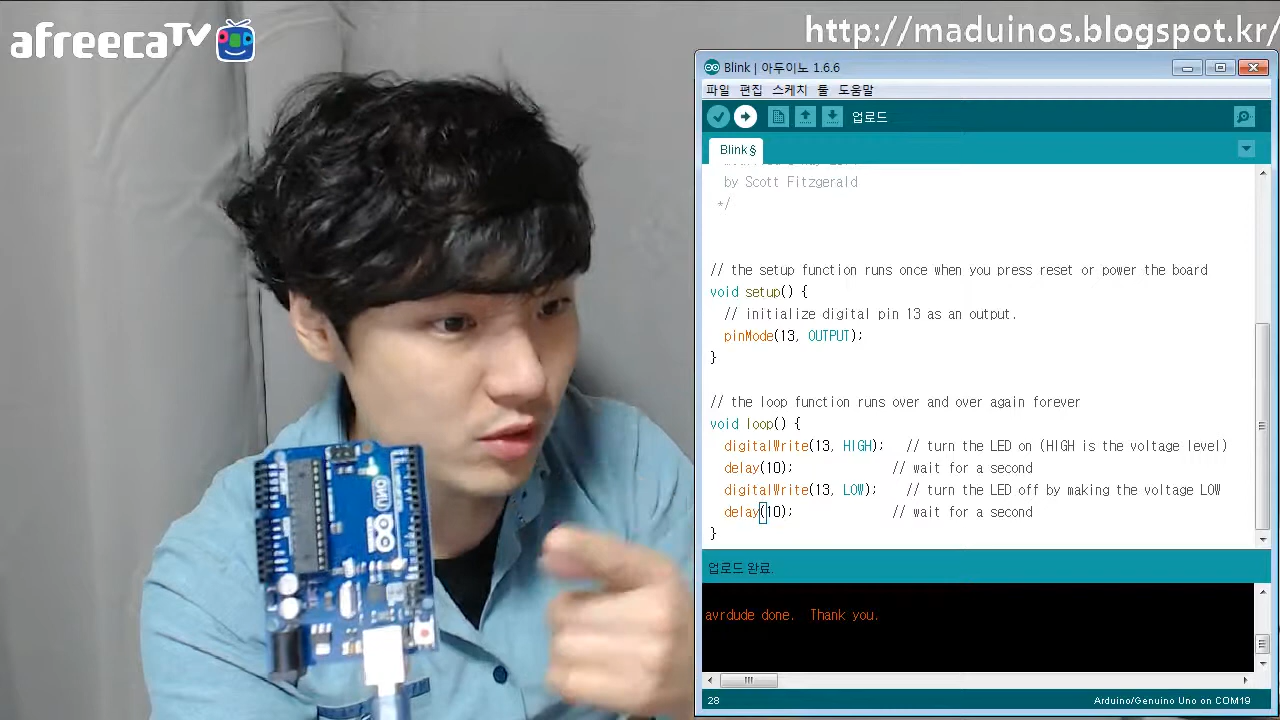 afreecaTV
http://maduinos.blogspot.kr/
Blink | 아두이노 1.6.6
파일 편집 스케치 툴 도움말
업로드
Blink§
by Scott Fitzgerald
*/
// the setup function runs once when you press reset or power the board
void setup() {
// initialize digital pin 13 as an output.
pinMode(13, OUTPUT);
}
// the loop function runs over and over again forever
void loop() {
digitalWrite(13, HIGH); // turn the LED on (HIGH is the voltage level)
delay(10); // wait for a second
digitalWrite(13, LOW); // turn the LED off by making the voltage LOW
delay(10); // wait for a second
}
업로드 완료.
avrdude done. Thank you.
28
Arduino/Genuino Uno on COM19
UNO